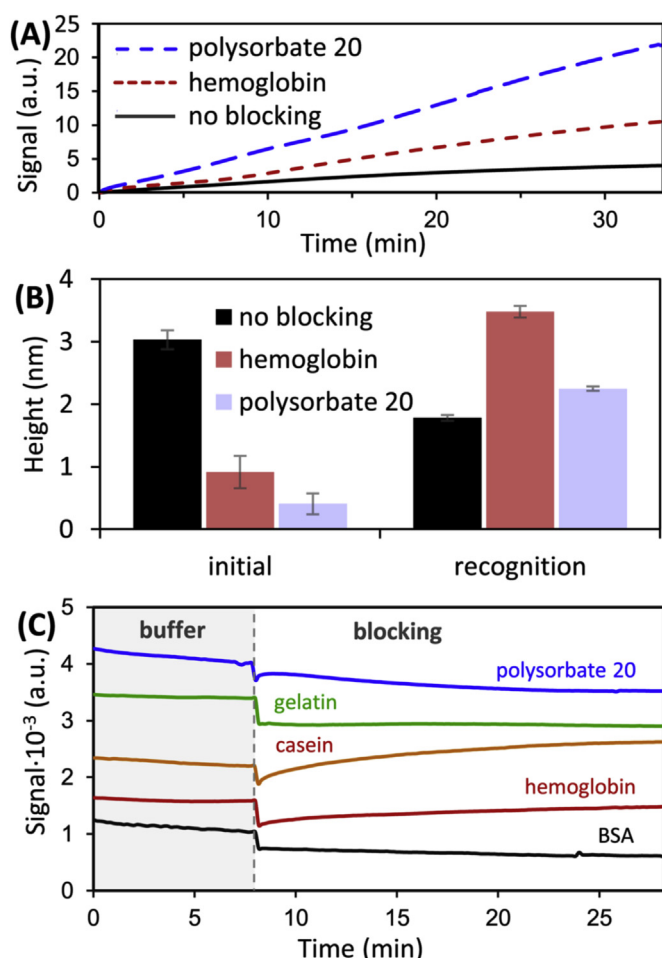 (A)
25
20
15
10
5
0
Signal (a.u.)
polysorbate 20
hemoglobin
no blocking
0 10 20 30
Time (min)
(B)
4
3
2
1
0
Height (nm)
no blocking
hemoglobin
polysorbate 20
initial recognition
(C)
5
4
3
2
1
0
Signal·10⁻³ (a.u.)
buffer blocking
polysorbate 20
gelatin
casein
hemoglobin
BSA
0 5 10 15 20 25
Time (min)